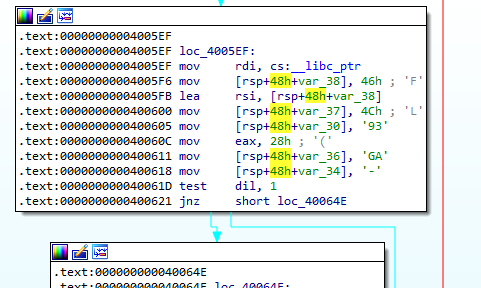 .text:00000000004005EF
.text:00000000004005EF loc_4005EF:
.text:00000000004005EF mov rdi, cs:__libc_ptr
.text:00000000004005F6 mov [rsp+48h+var_38], 46h ; 'F'
.text:00000000004005FB lea rsi, [rsp+48h+var_38]
.text:0000000000400600 mov [rsp+48h+var_37], 4Ch ; 'L'
.text:0000000000400605 mov [rsp+48h+var_30], '93'
.text:000000000040060C mov eax, 28h ; '('
.text:0000000000400611 mov [rsp+48h+var_36], 'GA'
.text:0000000000400618 mov [rsp+48h+var_34], '-'
.text:000000000040061D test dil, 1
.text:0000000000400621 jnz short loc_40064E
.text:000000000040064E
.text:000000000040064E loc_40064E: